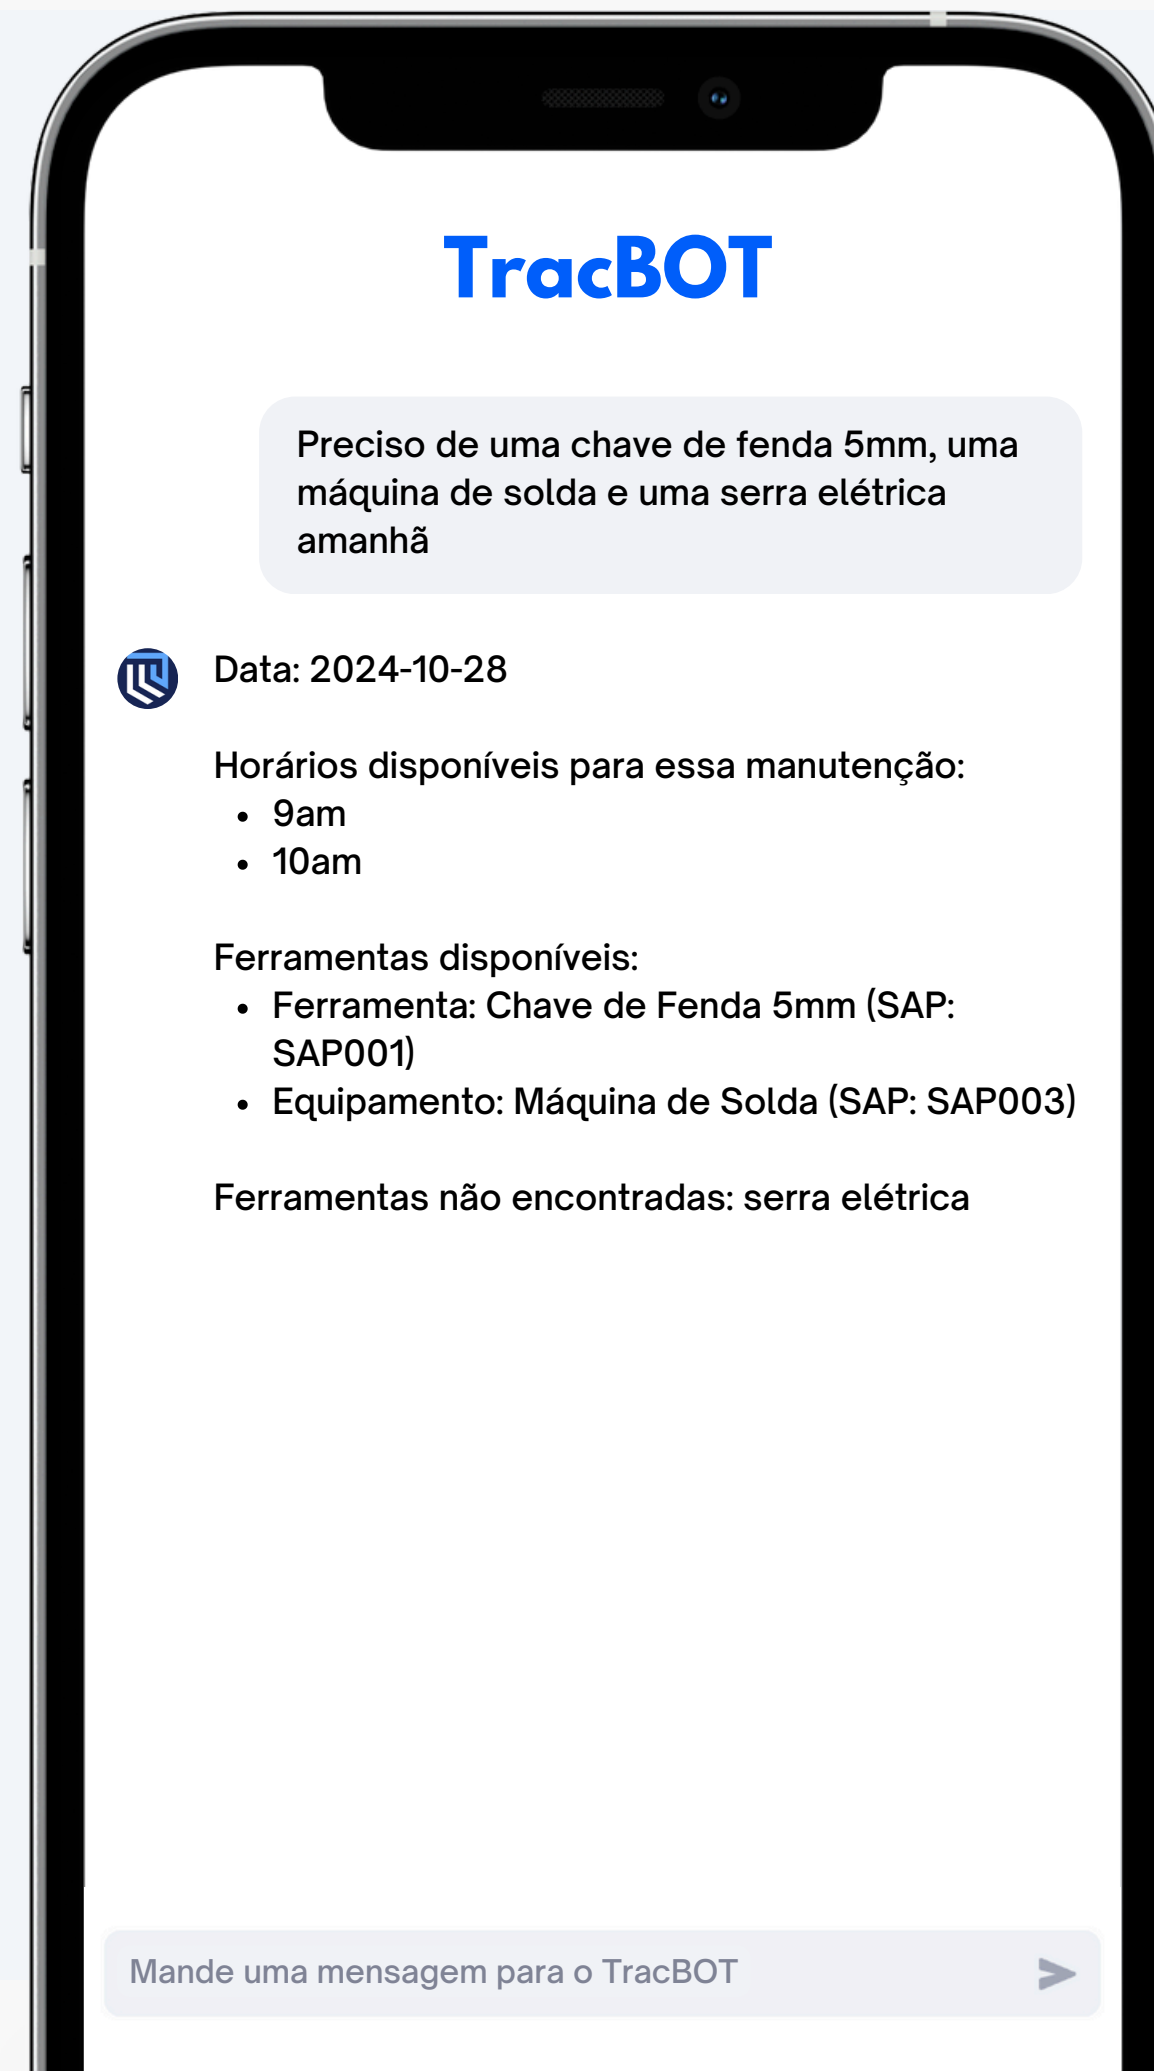 TracBOT
Preciso de uma chave de fenda 5mm, uma
máquina de solda e uma serra elétrica
amanhã
Data: 2024-10-28
Horários disponíveis para essa manutenção:
• 9am
• 10am
Ferramentas disponíveis:
• Ferramenta: Chave de Fenda 5mm (SAP:
SAP001)
• Equipamento: Máquina de Solda (SAP: SAP003)
Ferramentas não encontradas: serra elétrica
Mande uma mensagem para o TracBOT